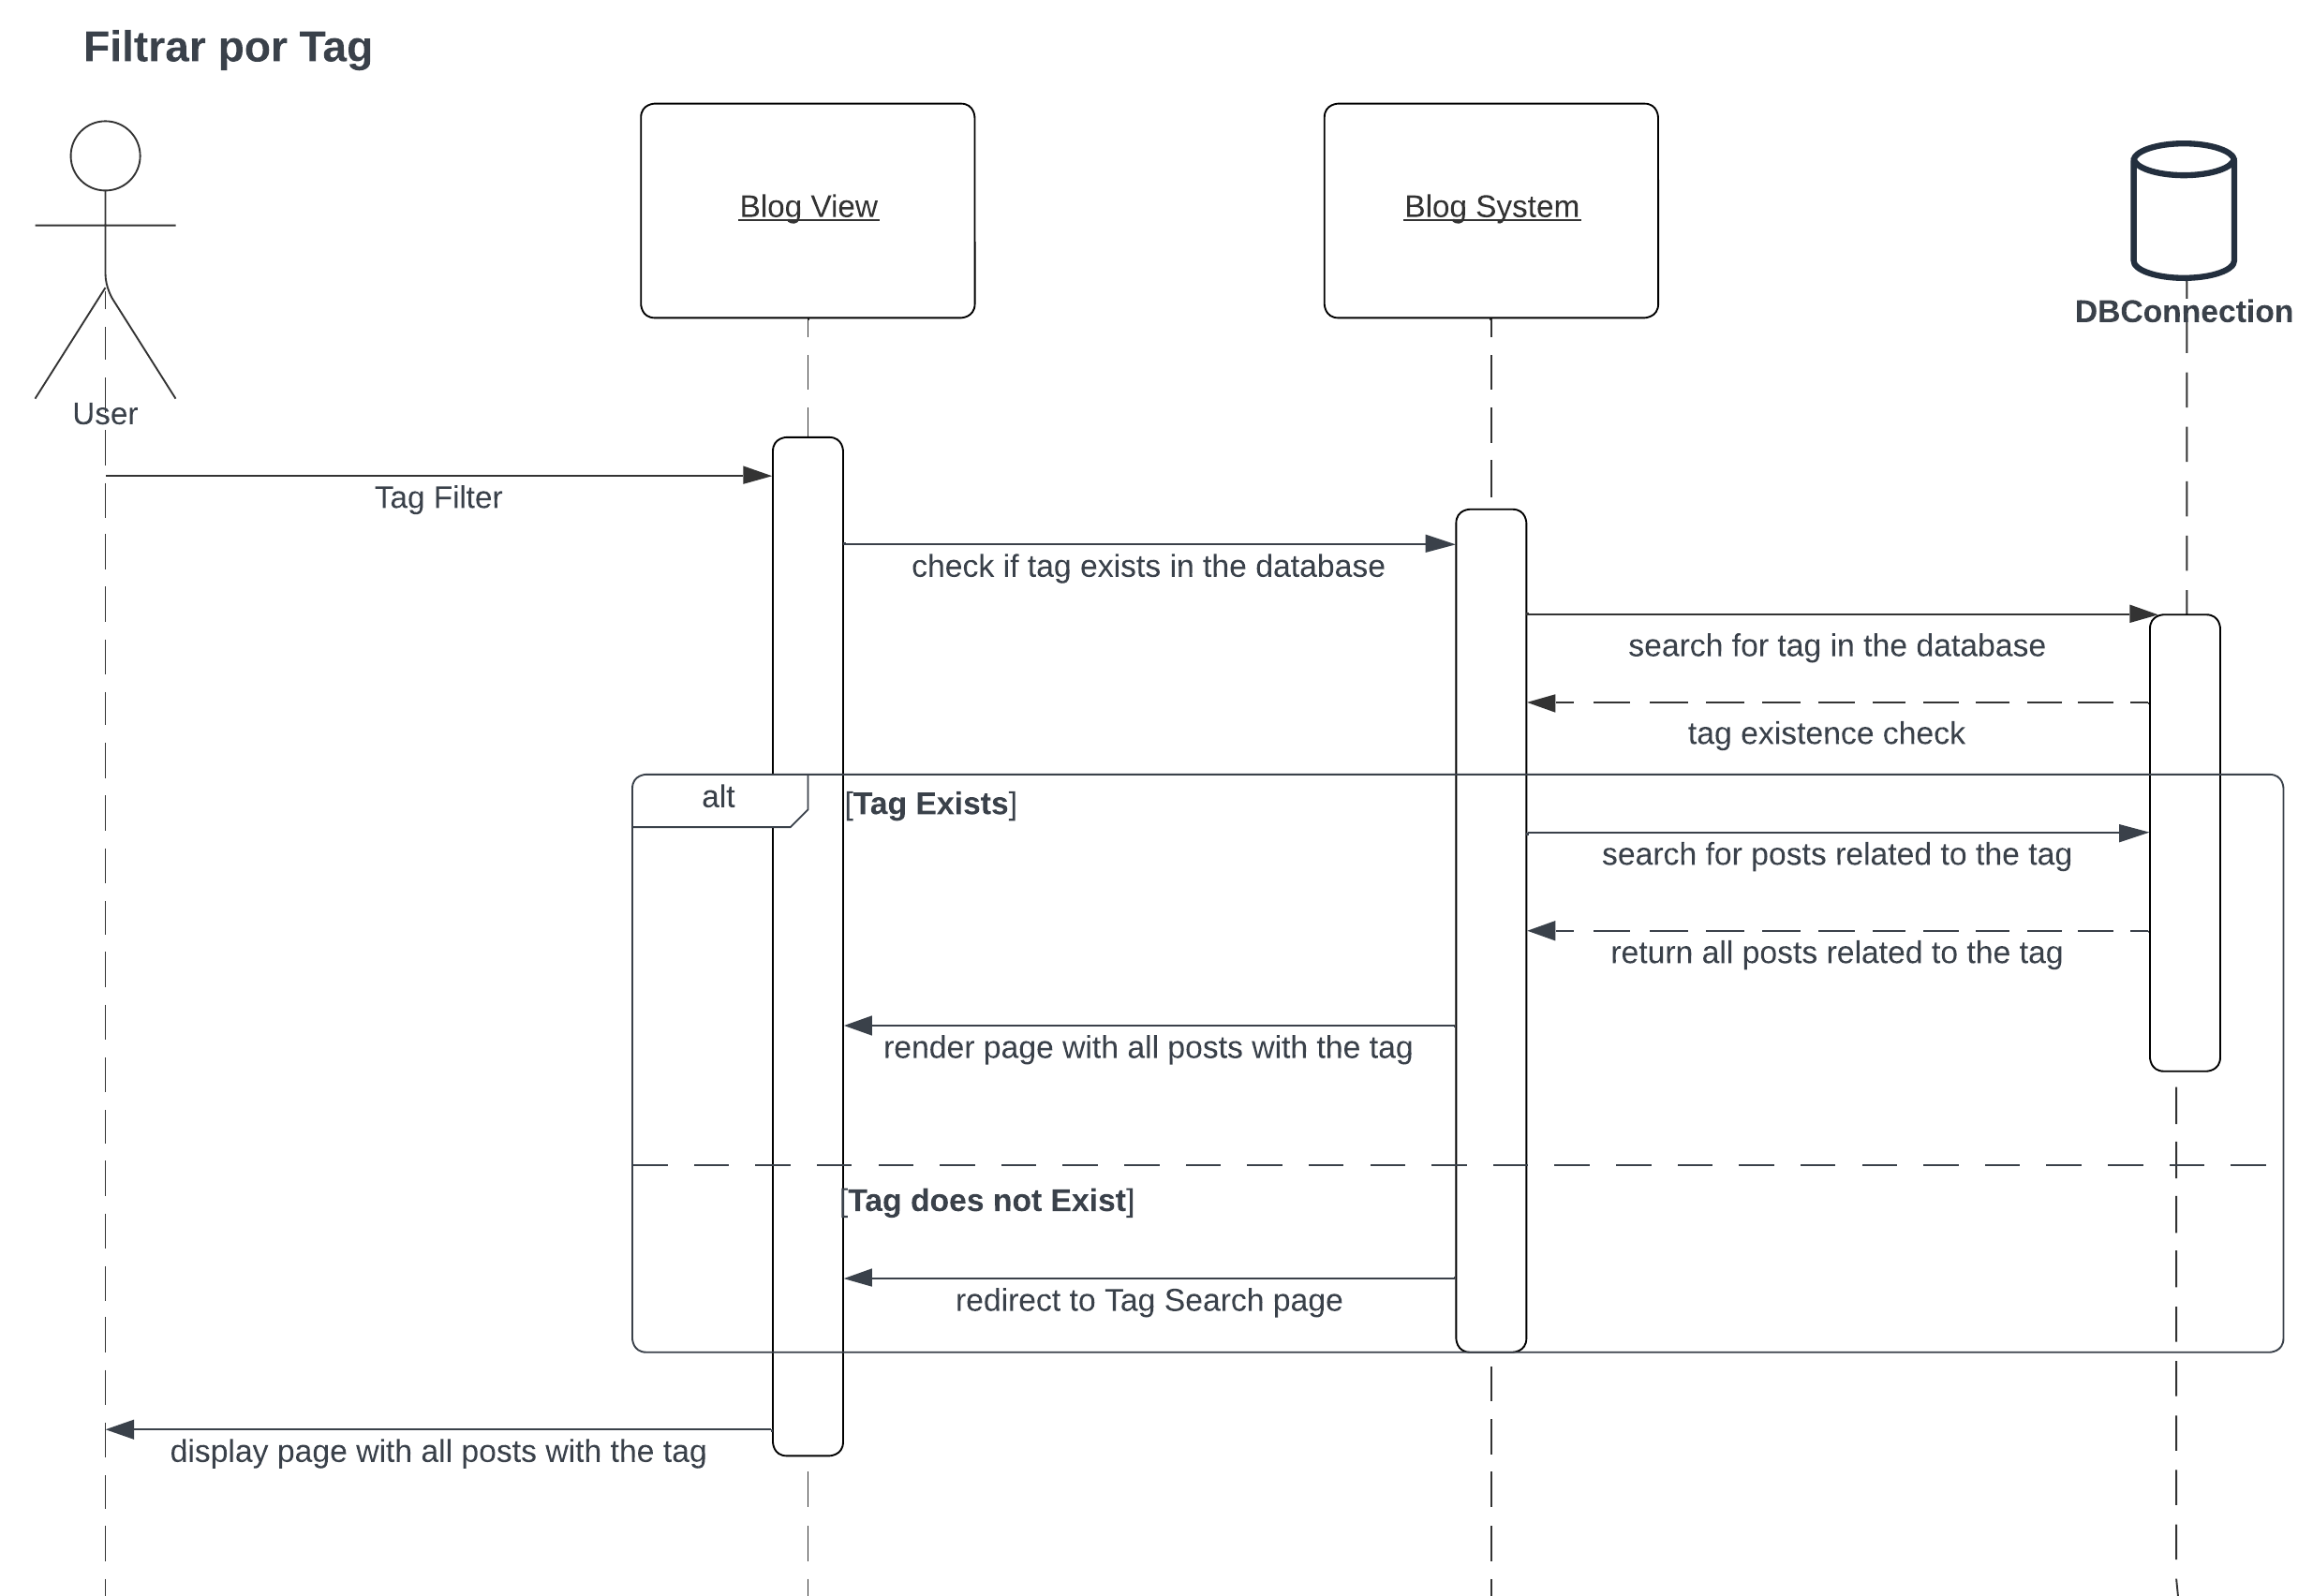 Filtrar por Tag
Blog View
Blog System
DBConnection
User
Tag Filter
check if tag exists in the database
search for tag in the database
tag existence check
alt
[Tag Exists]
search for posts related to the tag
return all posts related to the tag
render page with all posts with the tag
[Tag does not Exist]
redirect to Tag Search page
display page with all posts with the tag